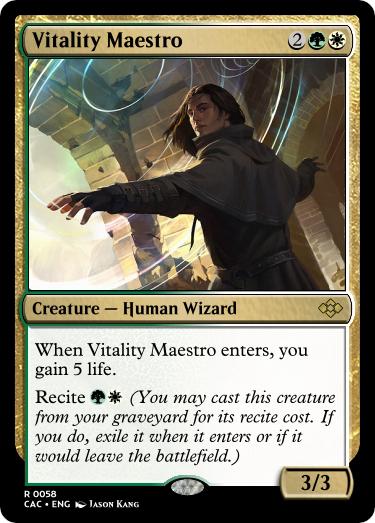 Vitality Maestro 2
Creature — Human Wizard
When Vitality Maestro enters, you
gain 5 life.
Recite (You may cast this creature
from your graveyard for its recite cost. If
you do, exile it when it enters or if it
would leave the battlefield.)
3/3
R 0058
CAC • ENG Jason Kang